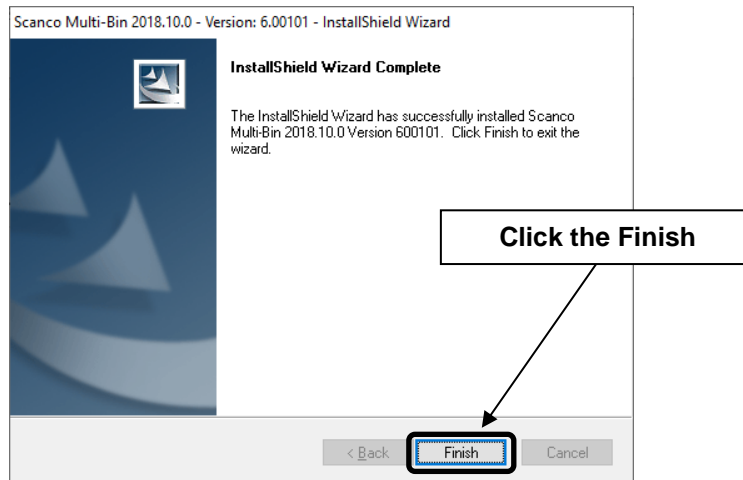 Scanco Multi-Bin 2018.10.0 - Version: 6.00101 - InstallShield Wizard
InstallShield Wizard Complete
The InstallShield Wizard has successfully installed Scanco
Multi-Bin 2018.10.0 Version 600101. Click Finish to exit the
wizard.
Click the Finish
< Back
Finish
Cancel